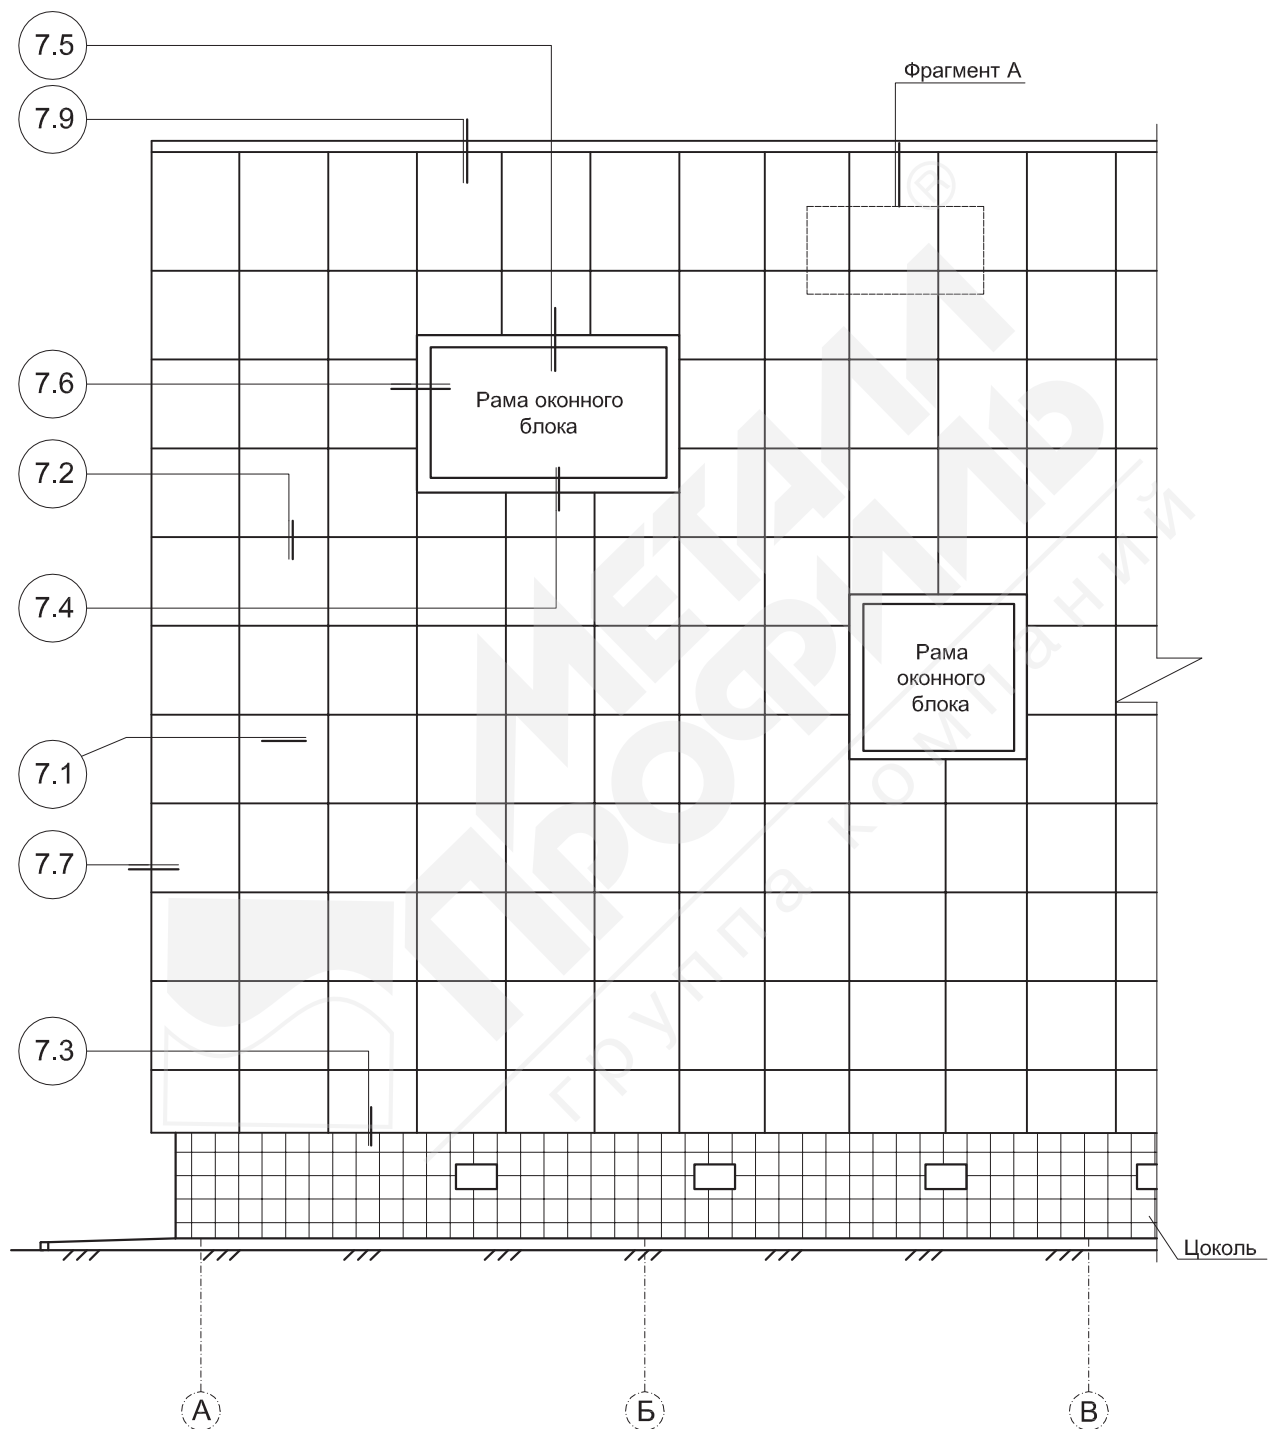 7.5
Фрагмент А
7.9
7.6
Рама оконного
блока
7.2
7.4
Рама
оконного
блока
7.1
7.7
7.3
Цоколь
А
Б
В
МЕТАЛЛ
ПРОФИЛЬ
®
группа компаний